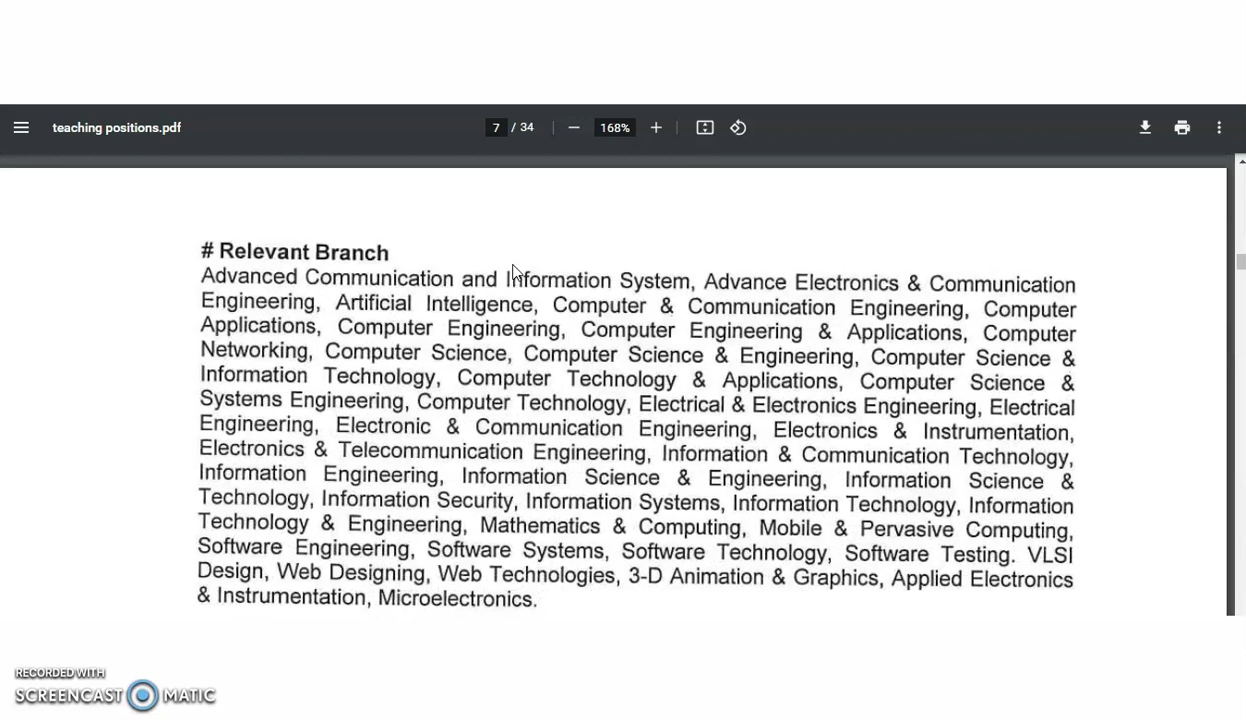 teaching positions.pdf
7 / 34
168%
# Relevant Branch
Advanced Communication and Information System, Advance Electronics & Communication
Engineering, Artificial Intelligence, Computer & Communication Engineering, Computer
Applications, Computer Engineering, Computer Engineering & Applications, Computer
Networking, Computer Science, Computer Science & Engineering, Computer Science &
Information Technology, Computer Technology & Applications, Computer Science &
Systems Engineering, Computer Technology, Electrical & Electronics Engineering, Electrical
Engineering, Electronic & Communication Engineering, Electronics & Instrumentation,
Electronics & Telecommunication Engineering, Information & Communication Technology,
Information Engineering, Information Science & Engineering, Information Science &
Technology, Information Security, Information Systems, Information Technology, Information
Technology & Engineering, Mathematics & Computing, Mobile & Pervasive Computing,
Software Engineering, Software Systems, Software Technology, Software Testing. VLSI
Design, Web Designing, Web Technologies, 3-D Animation & Graphics, Applied Electronics
& Instrumentation, Microelectronics.
RECORDED WITH
SCREENCAST MATIC